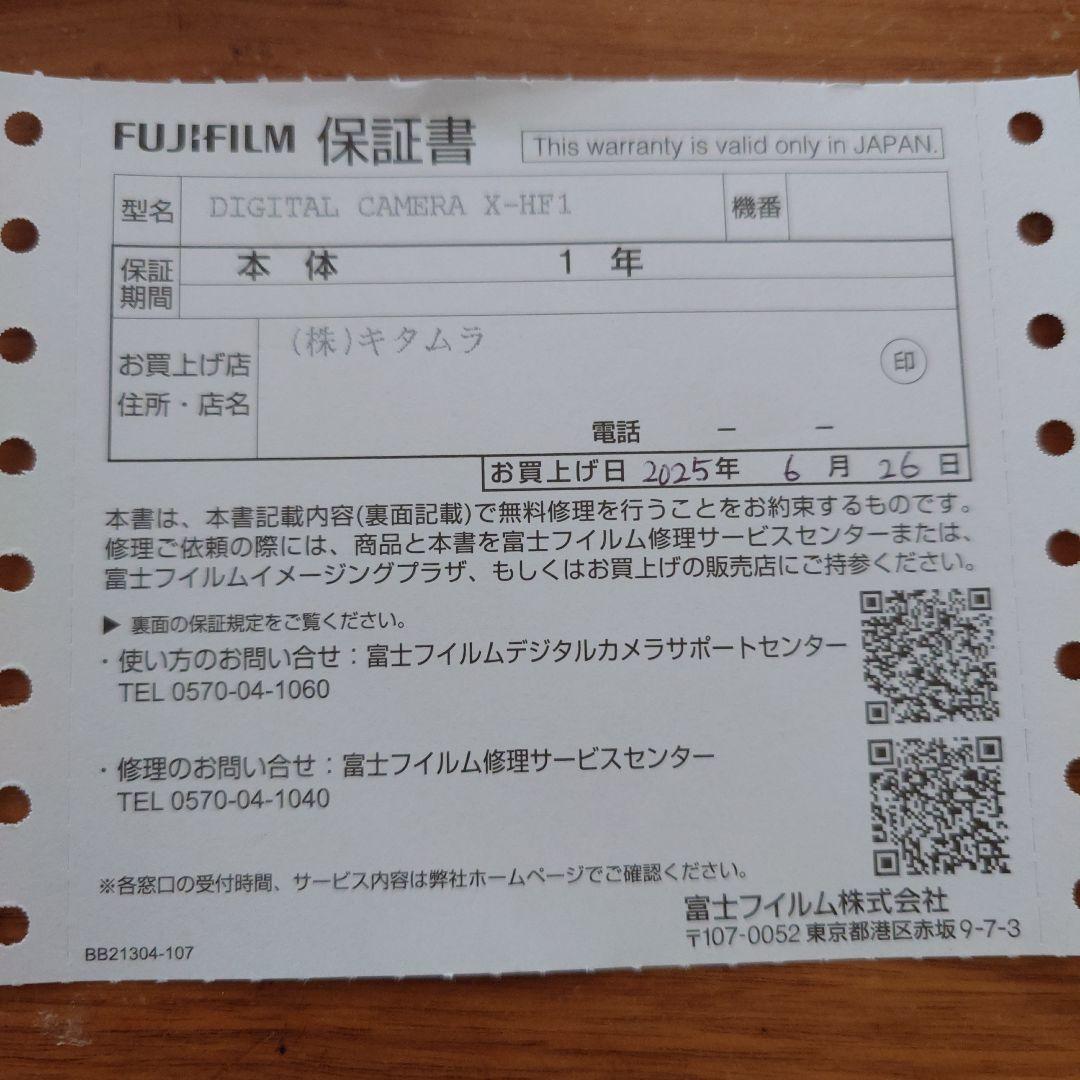 FUJIFILM 保証書 This warranty is valid only in JAPAN.
型名 DIGITAL CAMERA X-HF1 機番
保証期間 本体 1年
お買上げ店
住所・店名
(株)キタムラ
印
電話 － －
お買上げ日 2025年 6月 26日
本書は、本書記載内容(裏面記載)で無料修理を行うことをお約束するものです。
修理ご依頼の際には、商品と本書を富士フイルム修理サービスセンターまたは、
富士フイルムイメージングプラザ、もしくはお買上げの販売店にご持参ください。
▶ 裏面の保証規定をご覧ください。
・使い方のお問い合せ：富士フイルムデジタルカメラサポートセンター
TEL 0570-04-1060
・修理のお問い合せ：富士フイルム修理サービスセンター
TEL 0570-04-1040
※各窓口の受付時間、サービス内容は弊社ホームページでご確認ください。
富士フイルム株式会社
〒107-0052 東京都港区赤坂9-7-3
BB21304-107